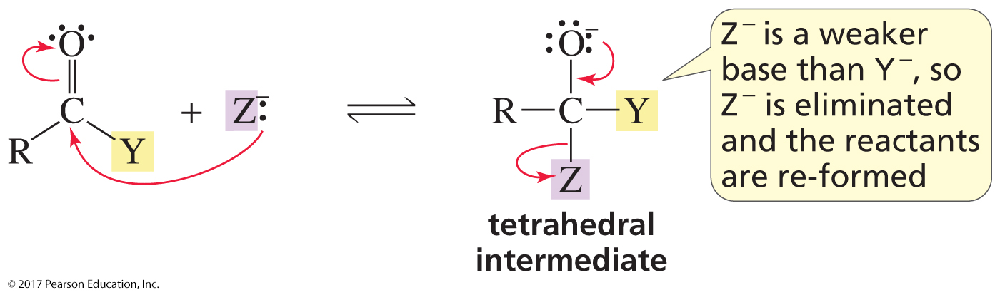 O
C
R
Y
+
Z⁻
O⁻
R—C—Y
Z
tetrahedral
intermediate
Z⁻ is a weaker
base than Y⁻, so
Z⁻ is eliminated
and the reactants
are re-formed
© 2017 Pearson Education, Inc.